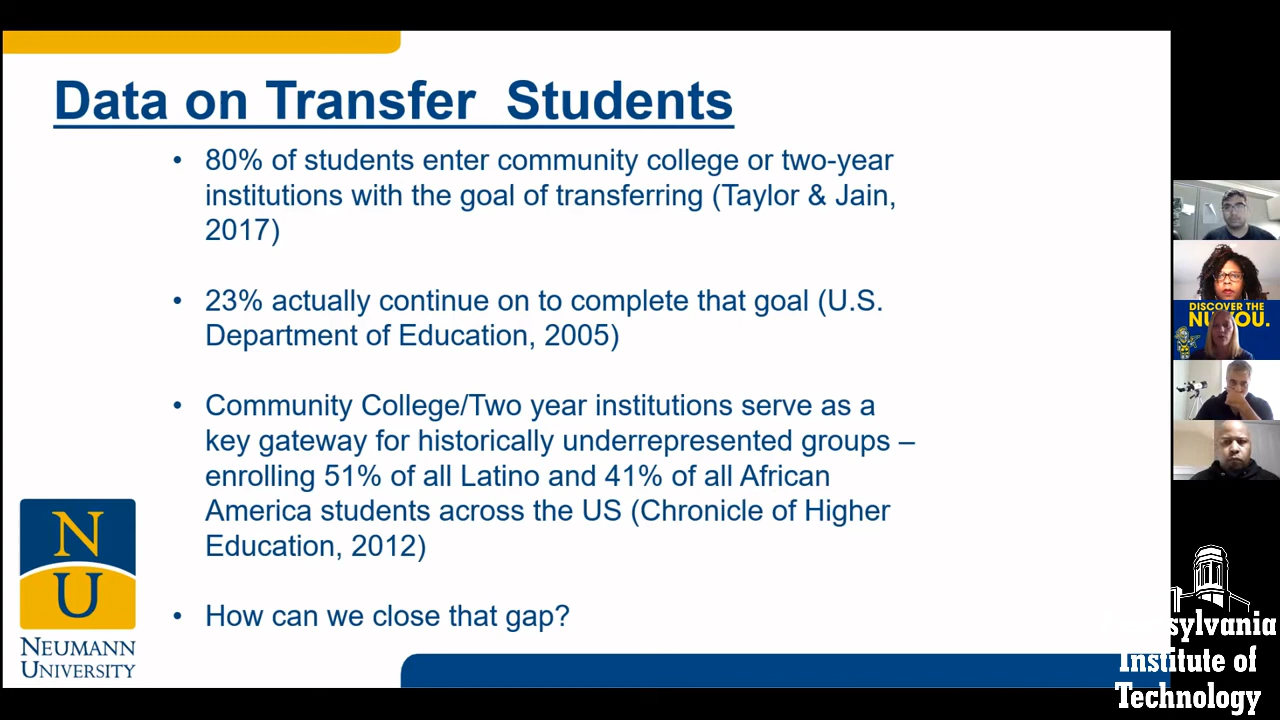 Data on Transfer Students
• 80% of students enter community college or two-year
institutions with the goal of transferring (Taylor & Jain,
2017)
• 23% actually continue on to complete that goal (U.S.
Department of Education, 2005)
• Community College/Two year institutions serve as a
key gateway for historically underrepresented groups –
enrolling 51% of all Latino and 41% of all African
America students across the US (Chronicle of Higher
Education, 2012)
• How can we close that gap?
N
U
NEUMANN
UNIVERSITY
DISCOVER THE
YOU.
Pennsylvania
Institute of
Technology